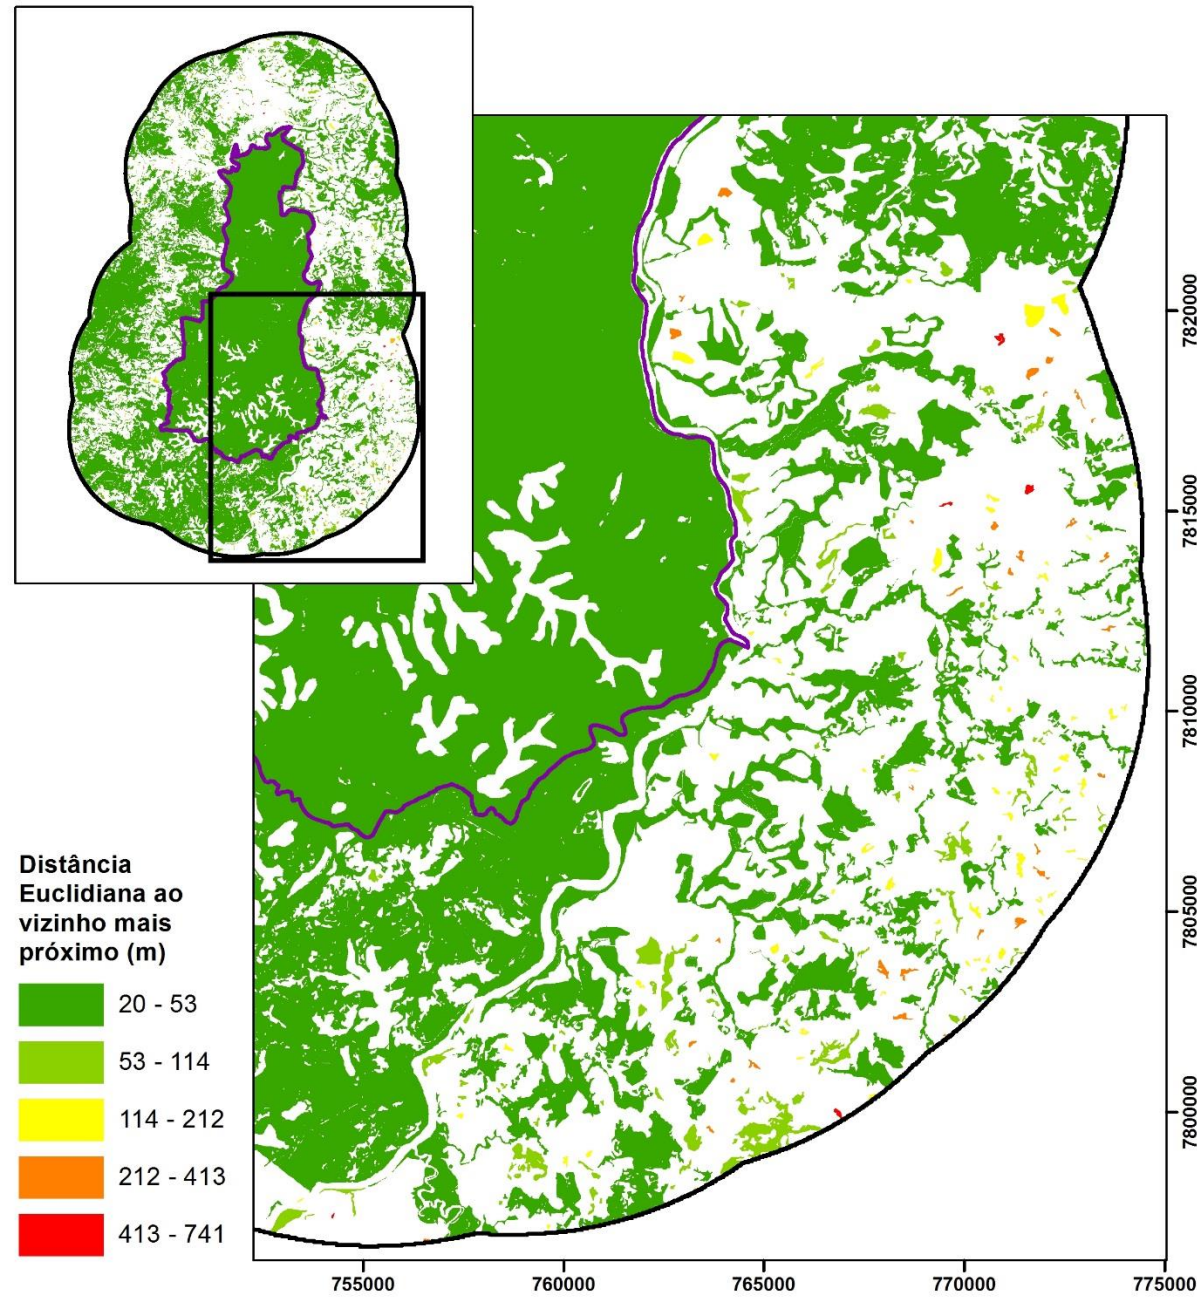 7820000
7815000
7810000
7805000
7800000
Distância
Euclidiana ao
vizinho mais
próximo (m)
20 - 53
53 - 114
114 - 212
212 - 413
413 - 741
755000
760000
765000
770000
775000